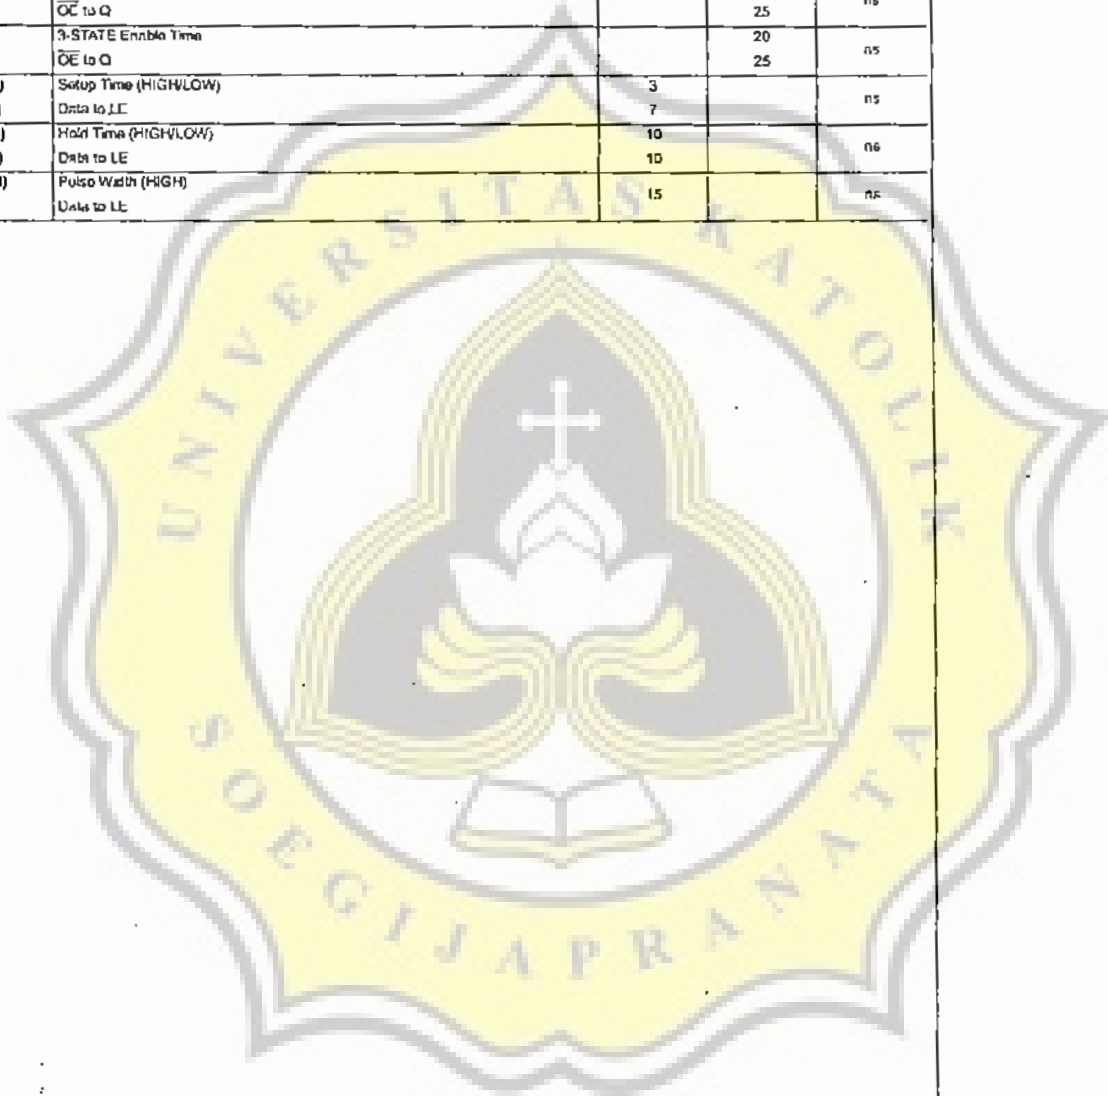 OE to Q 25 ns
3-STATE Enable Time 20
OE to Q 25 ns
) Setup Time (HIGH/LOW) 3
Data to LE 7 ns
) Hold Time (HIGH/LOW) 10
) Data to LE 10 ns
) Pulse Width (HIGH) 15 ns
Data to LE
UNIVERSITAS KATOLIK
SOEGIJAPRANATA